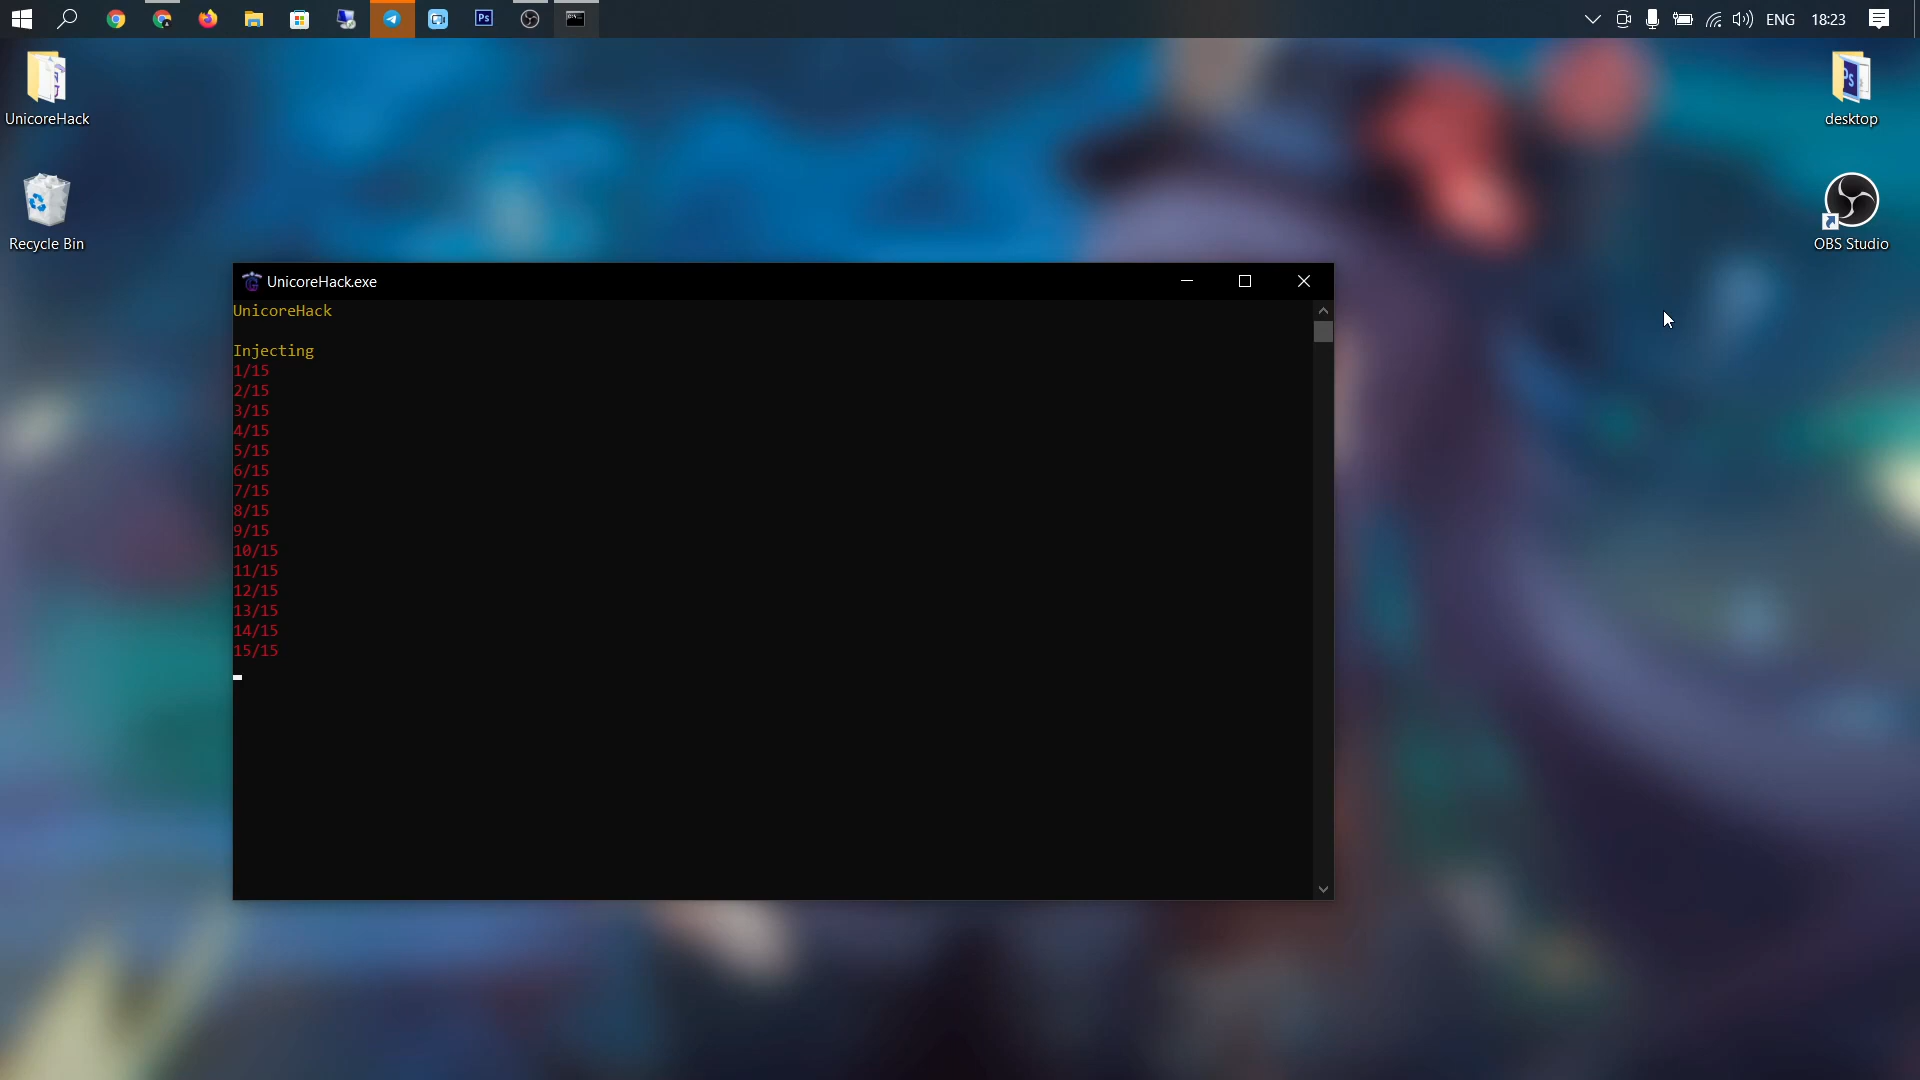 ENG 18:23
UnicoreHack
Recycle Bin
desktop
OBS Studio
UnicoreHack.exe
UnicoreHack
Injecting
1/15
2/15
3/15
4/15
5/15
6/15
7/15
8/15
9/15
10/15
11/15
12/15
13/15
14/15
15/15